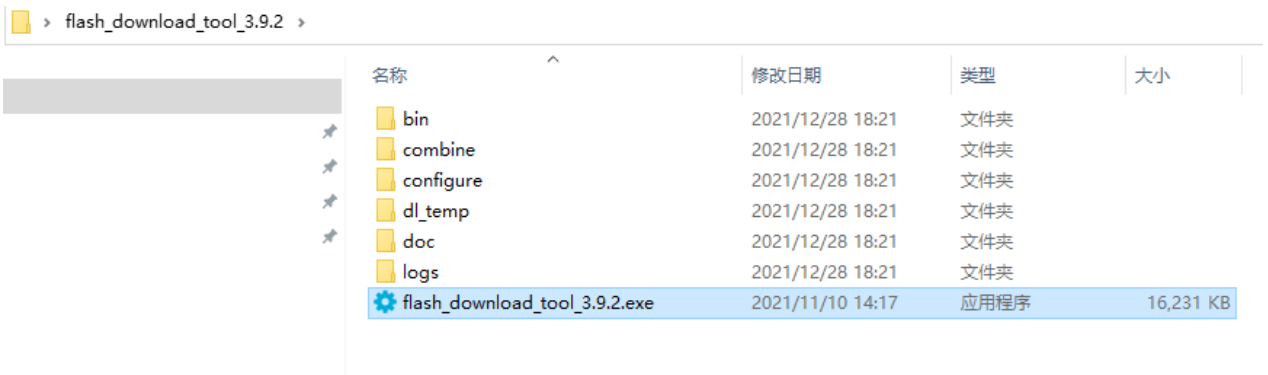 flash_download_tool_3.9.2
名称 修改日期 类型 大小
bin 2021/12/28 18:21 文件夹
combine 2021/12/28 18:21 文件夹
configure 2021/12/28 18:21 文件夹
dl_temp 2021/12/28 18:21 文件夹
doc 2021/12/28 18:21 文件夹
logs 2021/12/28 18:21 文件夹
flash_download_tool_3.9.2.exe 2021/11/10 14:17 应用程序 16,231 KB